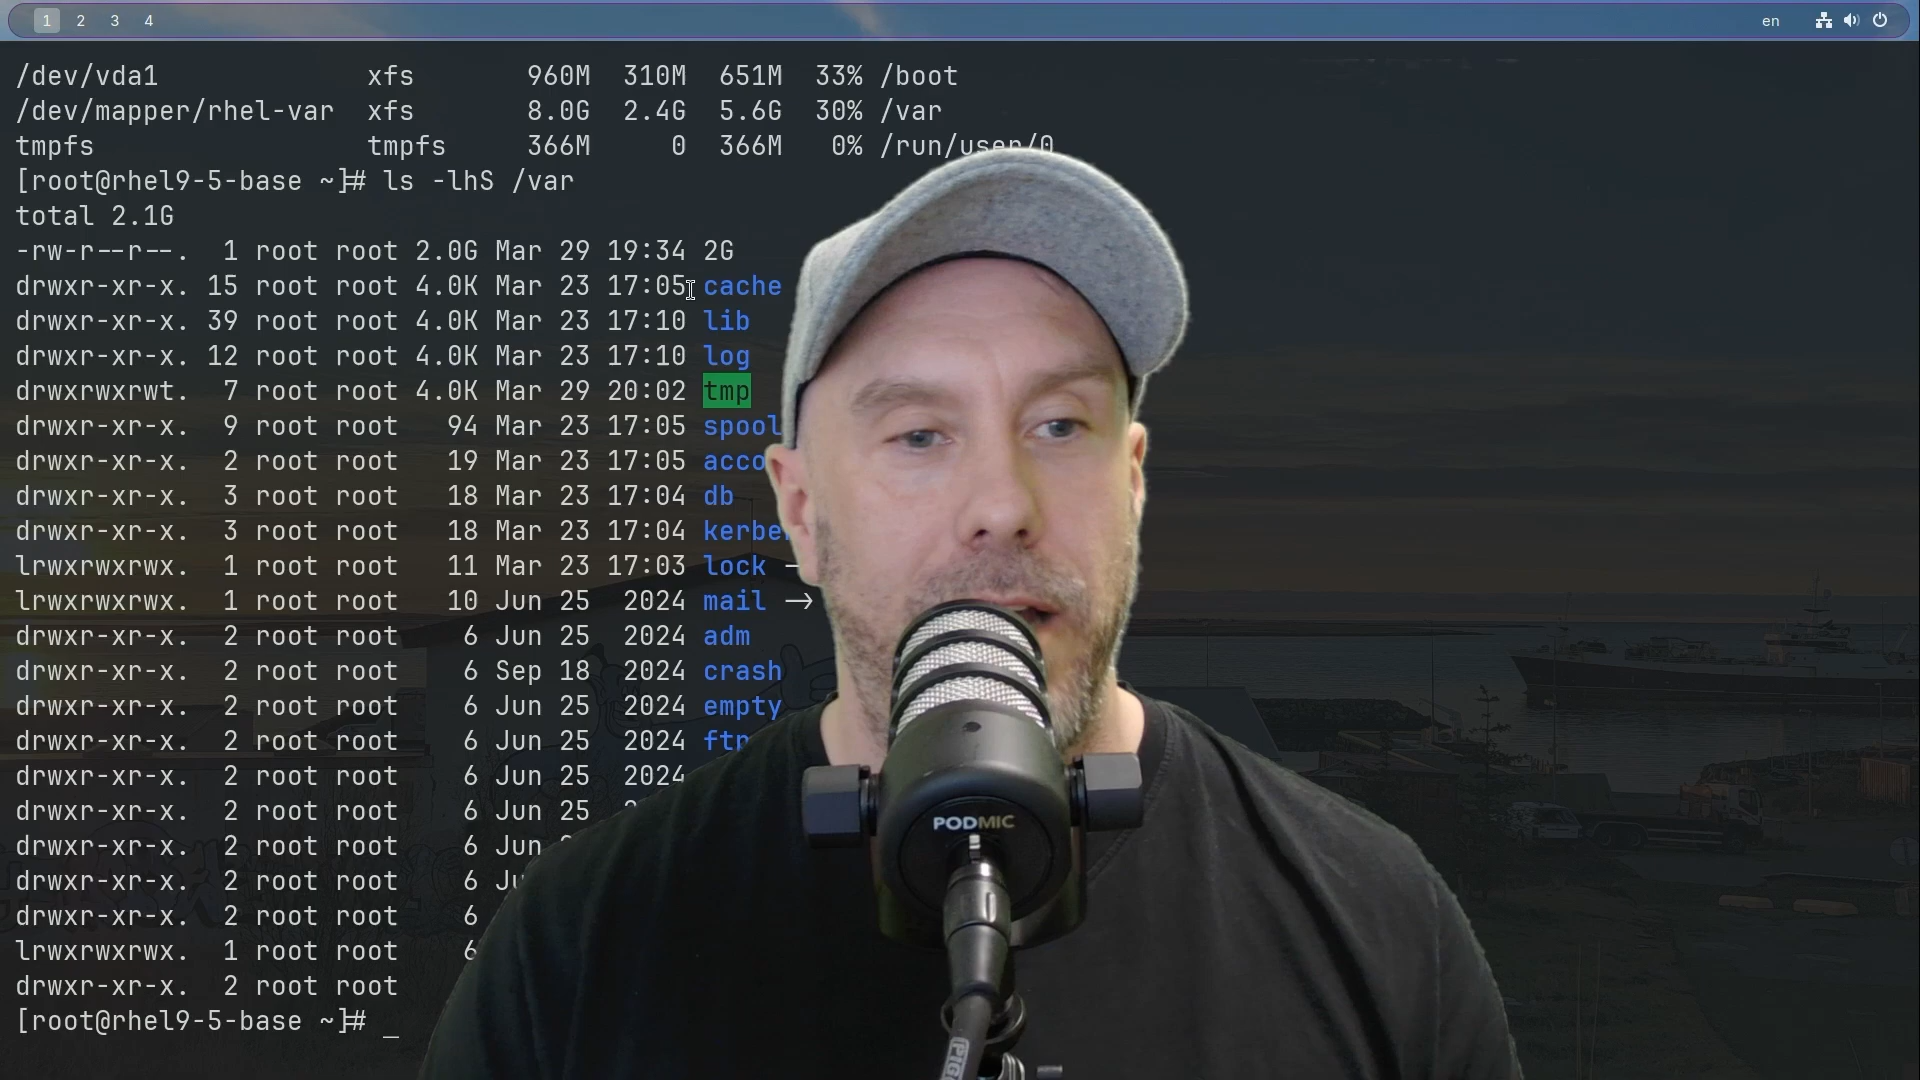 1 2 3 4 en
/dev/vda1 xfs 960M 310M 651M 33% /boot
/dev/mapper/rhel-var xfs 8.0G 2.4G 5.6G 30% /var
tmpfs tmpfs 366M 0 366M 0% /run/user/0
[root@rhel9-5-base ~]# ls -lhS /var
total 2.1G
-rw-r--r--. 1 root root 2.0G Mar 29 19:34 2G
drwxr-xr-x. 15 root root 4.0K Mar 23 17:05 cache
drwxr-xr-x. 39 root root 4.0K Mar 23 17:10 lib
drwxr-xr-x. 12 root root 4.0K Mar 23 17:10 log
drwxrwxrwt. 7 root root 4.0K Mar 29 20:02 tmp
drwxr-xr-x. 9 root root 94 Mar 23 17:05 spool
drwxr-xr-x. 2 root root 19 Mar 23 17:05 acco
drwxr-xr-x. 3 root root 18 Mar 23 17:04 db
drwxr-xr-x. 3 root root 18 Mar 23 17:04 kerbe
lrwxrwxrwx. 1 root root 11 Mar 23 17:03 lock -
lrwxrwxrwx. 1 root root 10 Jun 25 2024 mail ->
drwxr-xr-x. 2 root root 6 Jun 25 2024 adm
drwxr-xr-x. 2 root root 6 Sep 18 2024 crash
drwxr-xr-x. 2 root root 6 Jun 25 2024 empty
drwxr-xr-x. 2 root root 6 Jun 25 2024 ftp
drwxr-xr-x. 2 root root 6 Jun 25 2024
drwxr-xr-x. 2 root root 6 Jun 25
drwxr-xr-x. 2 root root 6 Jun
drwxr-xr-x. 2 root root 6
drwxr-xr-x. 2 root root 6
lrwxrwxrwx. 1 root root 6
drwxr-xr-x. 2 root root
[root@rhel9-5-base ~]# _
PODMIC